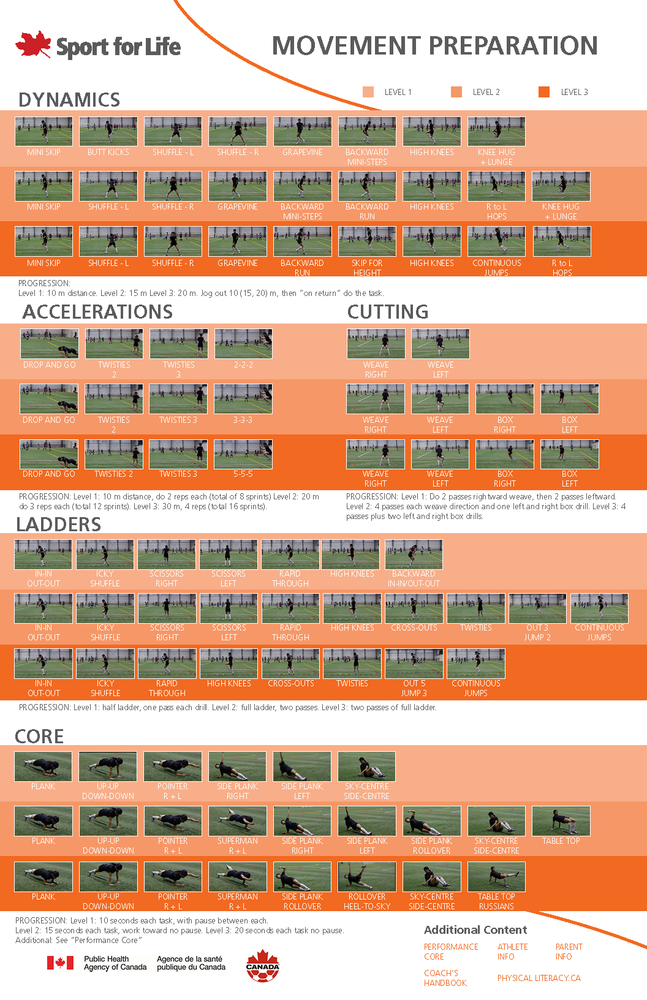 Sport for Life
MOVEMENT PREPARATION
LEVEL 1
LEVEL 2
LEVEL 3
DYNAMICS
MINI SKIP
BUTT KICKS
SHUFFLE - L
SHUFFLE - R
GRAPEVINE
BACKWARD
MINI-STEPS
HIGH KNEES
KNEE HUG
+ LUNGE
MINI SKIP
SHUFFLE - L
SHUFFLE - R
GRAPEVINE
BACKWARD
MINI-STEPS
BACKWARD
RUN
HIGH KNEES
R to L
HOPS
KNEE HUG
+ LUNGE
MINI SKIP
SHUFFLE - L
SHUFFLE - R
GRAPEVINE
BACKWARD
RUN
SKIP FOR
HEIGHT
HIGH KNEES
CONTINUOUS
JUMPS
R to L
HOPS
PROGRESSION:
Level 1: 10 m distance. Level 2: 15 m Level 3: 20 m. Jog out 10 (15, 20) m, then "on return" do the task.
ACCELERATIONS
DROP AND GO
TWISTIES
2
TWISTIES
3
2-2-2
DROP AND GO
TWISTIES
2
TWISTIES 3
3-3-3
DROP AND GO
TWISTIES 2
TWISTIES 3
5-5-5
PROGRESSION: Level 1: 10 m distance, do 2 reps each (total of 8 sprints) Level 2: 20 m
do 3 reps each (total 12 sprints). Level 3: 30 m, 4 reps (total 16 sprints).
CUTTING
WEAVE
RIGHT
WEAVE
LEFT
WEAVE
RIGHT
WEAVE
LEFT
BOX
RIGHT
BOX
LEFT
WEAVE
RIGHT
WEAVE
LEFT
BOX
RIGHT
BOX
LEFT
PROGRESSION: Level 1: Do 2 passes rightward weave, then 2 passes leftward.
Level 2: 4 passes each weave direction and one left and right box drill. Level 3: 4
passes plus two left and right box drills.
LADDERS
IN-IN
OUT-OUT
ICKY
SHUFFLE
SCISSORS
RIGHT
SCISSORS
LEFT
RAPID
THROUGH
HIGH KNEES
BACKWARD
IN-IN/OUT-OUT
IN-IN
OUT-OUT
ICKY
SHUFFLE
SCISSORS
RIGHT
SCISSORS
LEFT
RAPID
THROUGH
HIGH KNEES
CROSS-OUTS
TWISTIES
OUT 3
JUMP 2
CONTINUOUS
JUMPS
IN-IN
OUT-OUT
ICKY
SHUFFLE
RAPID
THROUGH
HIGH KNEES
CROSS-OUTS
TWISTIES
OUT 5
JUMP 3
CONTINUOUS
JUMPS
PROGRESSION: Level 1: half ladder, one pass each drill. Level 2: full ladder, two passes. Level 3: two passes of full ladder.
CORE
PLANK
UP-UP
DOWN-DOWN
POINTER
R + L
SIDE PLANK
RIGHT
SIDE PLANK
LEFT
SKY-CENTRE
SIDE-CENTRE
PLANK
UP-UP
DOWN-DOWN
POINTER
R + L
SUPERMAN
R + L
SIDE PLANK
RIGHT
SIDE PLANK
LEFT
SIDE PLANK
ROLLOVER
SKY-CENTRE
SIDE-CENTRE
TABLE TOP
PLANK
UP-UP
DOWN-DOWN
POINTER
R + L
SUPERMAN
R + L
SIDE PLANK
ROLLOVER
ROLLOVER
HEEL-TO-SKY
SKY-CENTRE
SIDE-CENTRE
TABLE TOP
RUSSIANS
PROGRESSION: Level 1: 10 seconds each task, with pause between each.
Level 2: 15 seconds each task, work toward no pause. Level 3: 20 seconds each task no pause.
Additional: See "Performance Core"
Public Health
Agency of Canada
Agence de la santé
publique du Canada
CANADA
Additional Content
PERFORMANCE
CORE
ATHLETE
INFO
PARENT
INFO
COACH'S
HANDBOOK
PHYSICAL LITERACY.CA